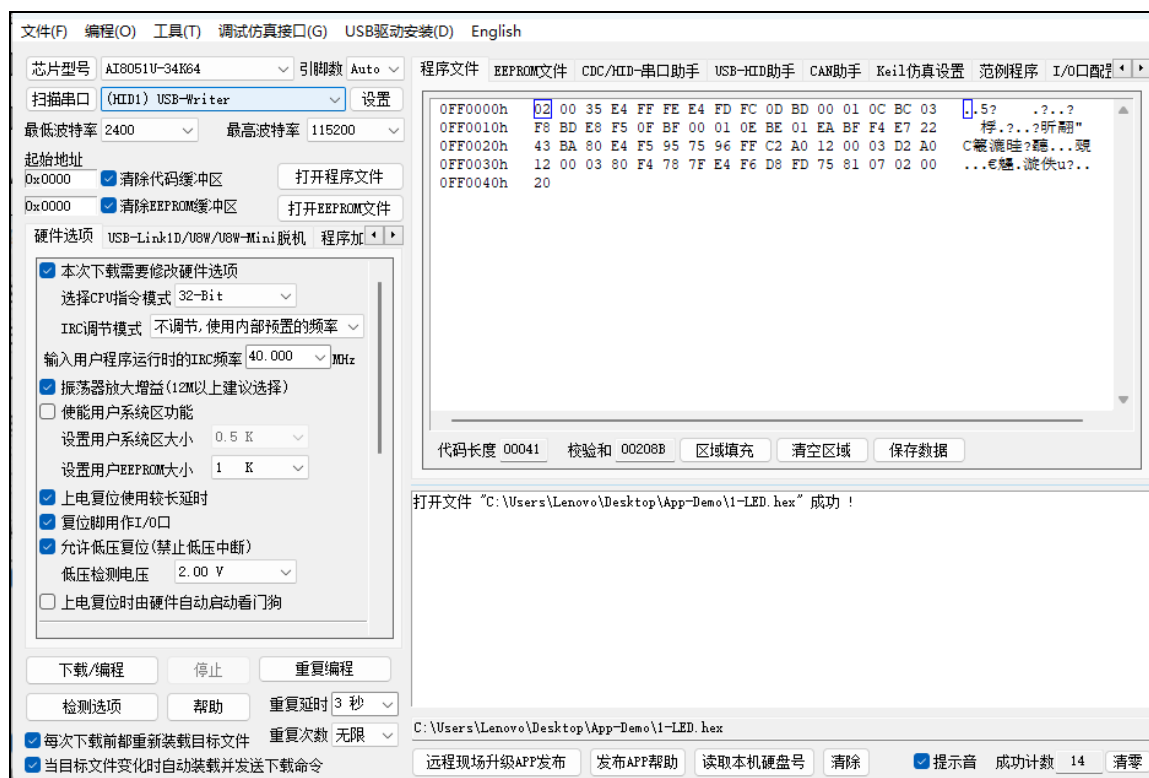 文件(F) 编程(O) 工具(T) 调试仿真接口(G) USB驱动安装(D) English
芯片型号 AI8051U-34K64 引脚数 Auto
扫描串口 (HID1) USB-Writer 设置
最低波特率 2400 最高波特率 115200
起始地址
0x0000 清除代码缓冲区 打开程序文件
0x0000 清除EEPROM缓冲区 打开EEPROM文件
硬件选项 USB-Link1D/U8W/U8W-Mini脱机 程序加
本次下载需要修改硬件选项
选择CPU指令模式 32-Bit
IRC调节模式 不调节,使用内部预置的频率
输入用户程序运行时的IRC频率 40.000 MHz
振荡器放大增益(12M以上建议选择)
使能用户系统区功能
设置用户系统区大小 0.5 K
设置用户EEPROM大小 1 K
上电复位使用较长延时
复位脚用作I/O口
允许低压复位(禁止低压中断)
低压检测电压 2.00 V
上电复位时由硬件自动启动看门狗
下载/编程 停止 重复编程
检测选项 帮助 重复延时 3 秒
每次下载前都重新装载目标文件 重复次数 无限
当目标文件变化时自动装载并发送下载命令
程序文件 EEPROM文件 CDC/HID-串口助手 USB-HID助手 CAN助手 Keil仿真设置 范例程序 I/O口配
0FF0000h 02 00 35 E4 FF FE E4 FD FC 0D BD 00 01 0C BC 03 ..5? .?..?
0FF0010h F8 BD E8 F5 0F BF 00 01 0E BE 01 EA BF F4 E7 22
0FF0020h 43 BA 80 E4 F5 95 75 96 FF C2 A0 12 00 03 D2 A0
0FF0030h 12 00 03 80 F4 78 7F E4 F6 D8 FD 75 81 07 02 00
0FF0040h 20
代码长度 00041 校验和 00208B 区域填充 清空区域 保存数据
打开文件 "C:\Users\Lenovo\Desktop\App-Demo\1-LED.hex" 成功 !
C:\Users\Lenovo\Desktop\App-Demo\1-LED.hex
远程现场升级APP发布 发布APP帮助 读取本机硬盘号 清除 提示音 成功计数 14 清零